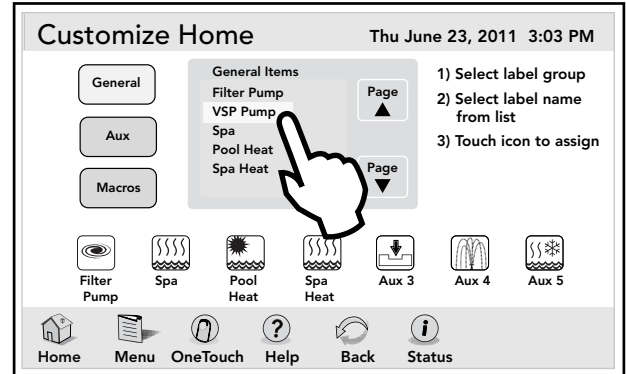 Customize Home
Thu June 23, 2011 3:03 PM
General
Aux
Macros
General Items
Filter Pump
VSP Pump
Spa
Pool Heat
Spa Heat
Page
Page
1) Select label group
2) Select label name
from list
3) Touch icon to assign
Filter
Pump
Spa
Pool
Heat
Spa
Heat
Aux 3
Aux 4
Aux 5
?
i
Home
Menu
OneTouch
Help
Back
Status